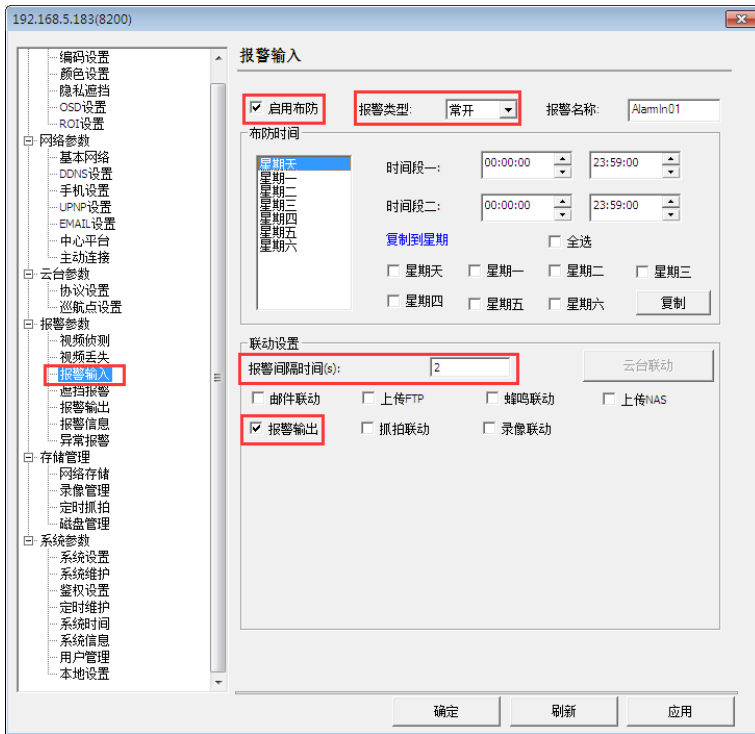 192.168.5.183(8200)
编码设置
颜色设置
隐私遮挡
OSD设置
ROI设置
网络参数
基本网络
DDNS设置
手机设置
UPNP设置
EMAIL设置
中心平台
主动连接
云台参数
协议设置
巡航点设置
报警参数
视频侦测
视频丢失
报警输入
遮挡报警
报警输出
报警信息
异常报警
存储管理
网络存储
录像管理
定时抓拍
磁盘管理
系统参数
系统设置
系统维护
鉴权设置
定时维护
系统时间
系统信息
用户管理
本地设置
报警输入
启用布防 报警类型: 常开 报警名称: AlarmIn01
布防时间
星期天
星期一
星期二
星期三
星期四
星期五
星期六
时间段一: 00:00:00 23:59:00
时间段二: 00:00:00 23:59:00
复制到星期 全选
星期天 星期一 星期二 星期三
星期四 星期五 星期六 复制
联动设置
报警间隔时间(s): 2 云台联动
邮件联动 上传FTP 蜂鸣联动 上传NAS
报警输出 抓拍联动 录像联动
确定 刷新 应用